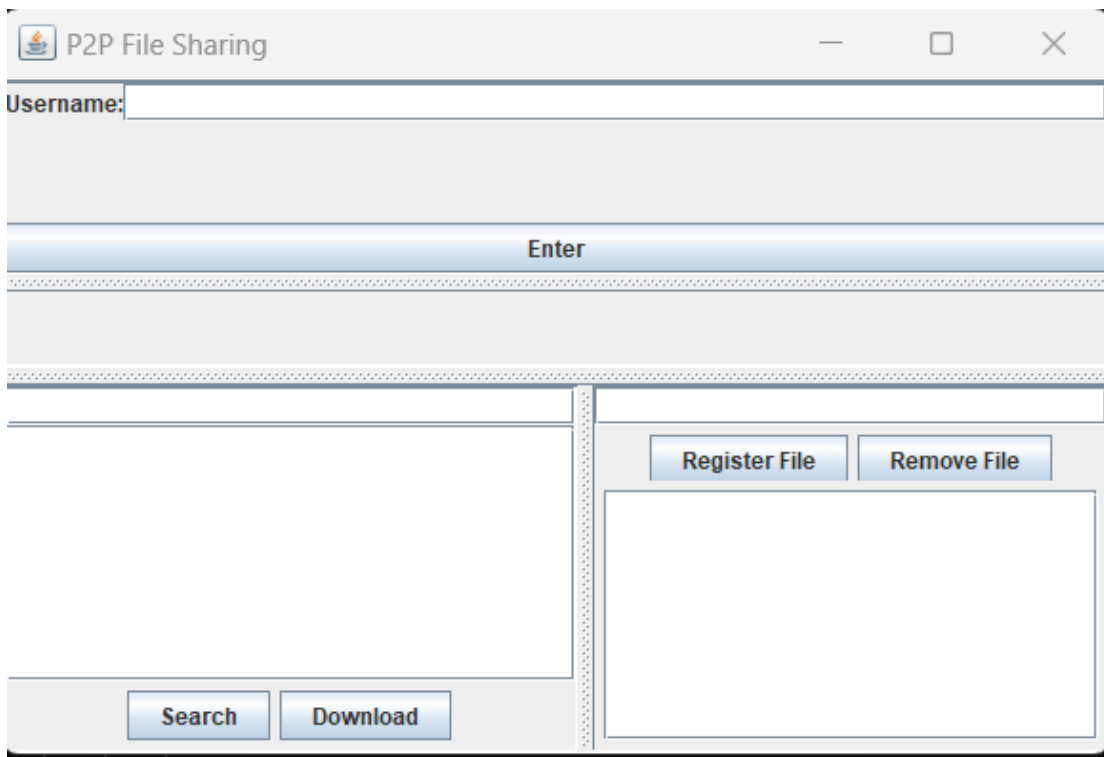 P2P File Sharing
Username:
Enter
Register File Remove File
Search Download